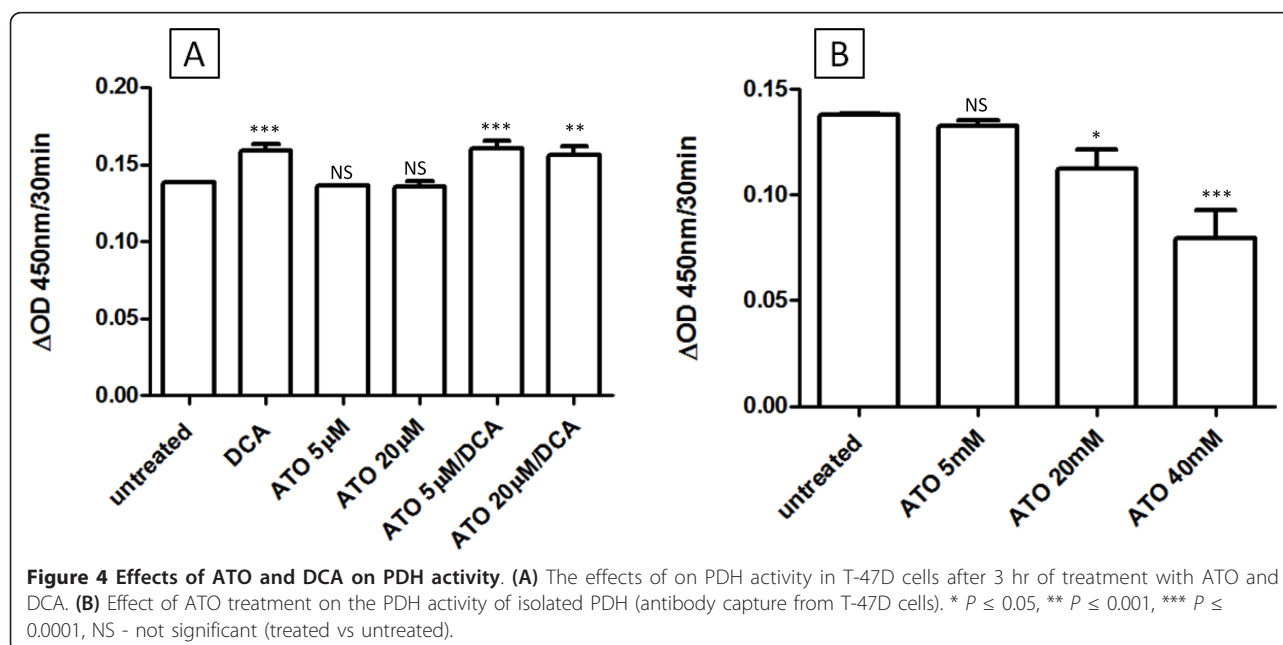 A
0.20
0.15
0.10
0.05
0.00
ΔOD 450nm/30min
***
NS
NS
***
**
untreated
DCA
ATO 5µM
ATO 20µM
ATO 5µM/DCA
ATO 20µM/DCA
B
0.15
0.10
0.05
0.00
ΔOD 450nm/30min
NS
*
***
untreated
ATO 5mM
ATO 20mM
ATO 40mM
Figure 4 Effects of ATO and DCA on PDH activity. (A) The effects of on PDH activity in T-47D cells after 3 hr of treatment with ATO and
DCA. (B) Effect of ATO treatment on the PDH activity of isolated PDH (antibody capture from T-47D cells). * P ≤ 0.05, ** P ≤ 0.001, *** P ≤
0.0001, NS - not significant (treated vs untreated).